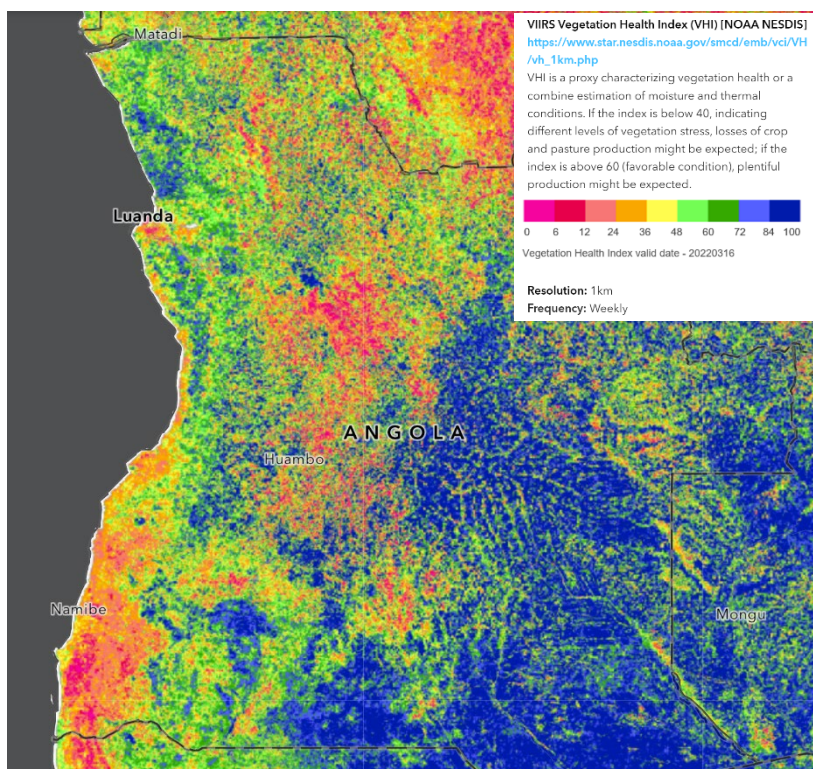 VIIRS Vegetation Health Index (VHI) [NOAA NESDIS]
https://www.star.nesdis.noaa.gov/smcd/emb/vci/VH
/vh_1km.php
VHI is a proxy characterizing vegetation health or a
combine estimation of moisture and thermal
conditions. If the index is below 40, indicating
different levels of vegetation stress, losses of crop
and pasture production might be expected; if the
index is above 60 (favorable condition), plentiful
production might be expected.
0 6 12 24 36 48 60 72 84 100
Vegetation Health Index valid date - 20220316
Resolution: 1km
Frequency: Weekly
Matadi
Luanda
ANGOLA
Huambo
Namibe
Mongu